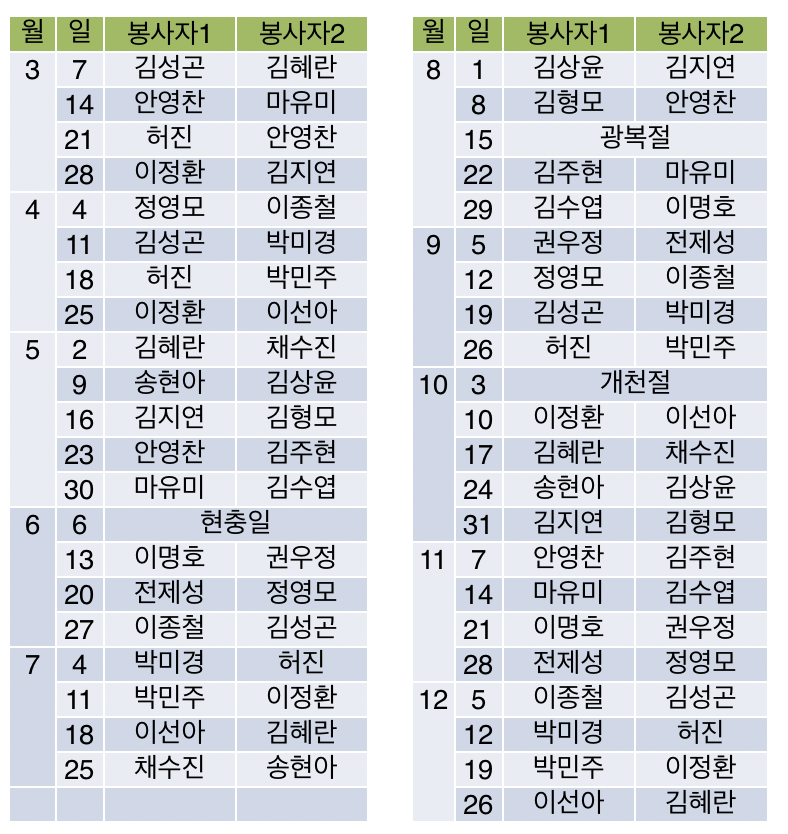 월 일 봉사자1 봉사자2
3 7 김성곤 김혜란
14 안영찬 마유미
21 허진 안영찬
28 이정환 김지연
4 4 정영모 이종철
11 김성곤 박미경
18 허진 박민주
25 이정환 이선아
5 2 김혜란 채수진
9 송현아 김상윤
16 김지연 김형모
23 안영찬 김주현
30 마유미 김수엽
6 6 현충일
13 이명호 권우정
20 전제성 정영모
27 이종철 김성곤
7 4 박미경 허진
11 박민주 이정환
18 이선아 김혜란
25 채수진 송현아
월 일 봉사자1 봉사자2
8 1 김상윤 김지연
8 김형모 안영찬
15 광복절
22 김주현 마유미
29 김수엽 이명호
9 5 권우정 전제성
12 정영모 이종철
19 김성곤 박미경
26 허진 박민주
10 3 개천절
10 이정환 이선아
17 김혜란 채수진
24 송현아 김상윤
31 김지연 김형모
11 7 안영찬 김주현
14 마유미 김수엽
21 이명호 권우정
28 전제성 정영모
12 5 이종철 김성곤
12 박미경 허진
19 박민주 이정환
26 이선아 김혜란